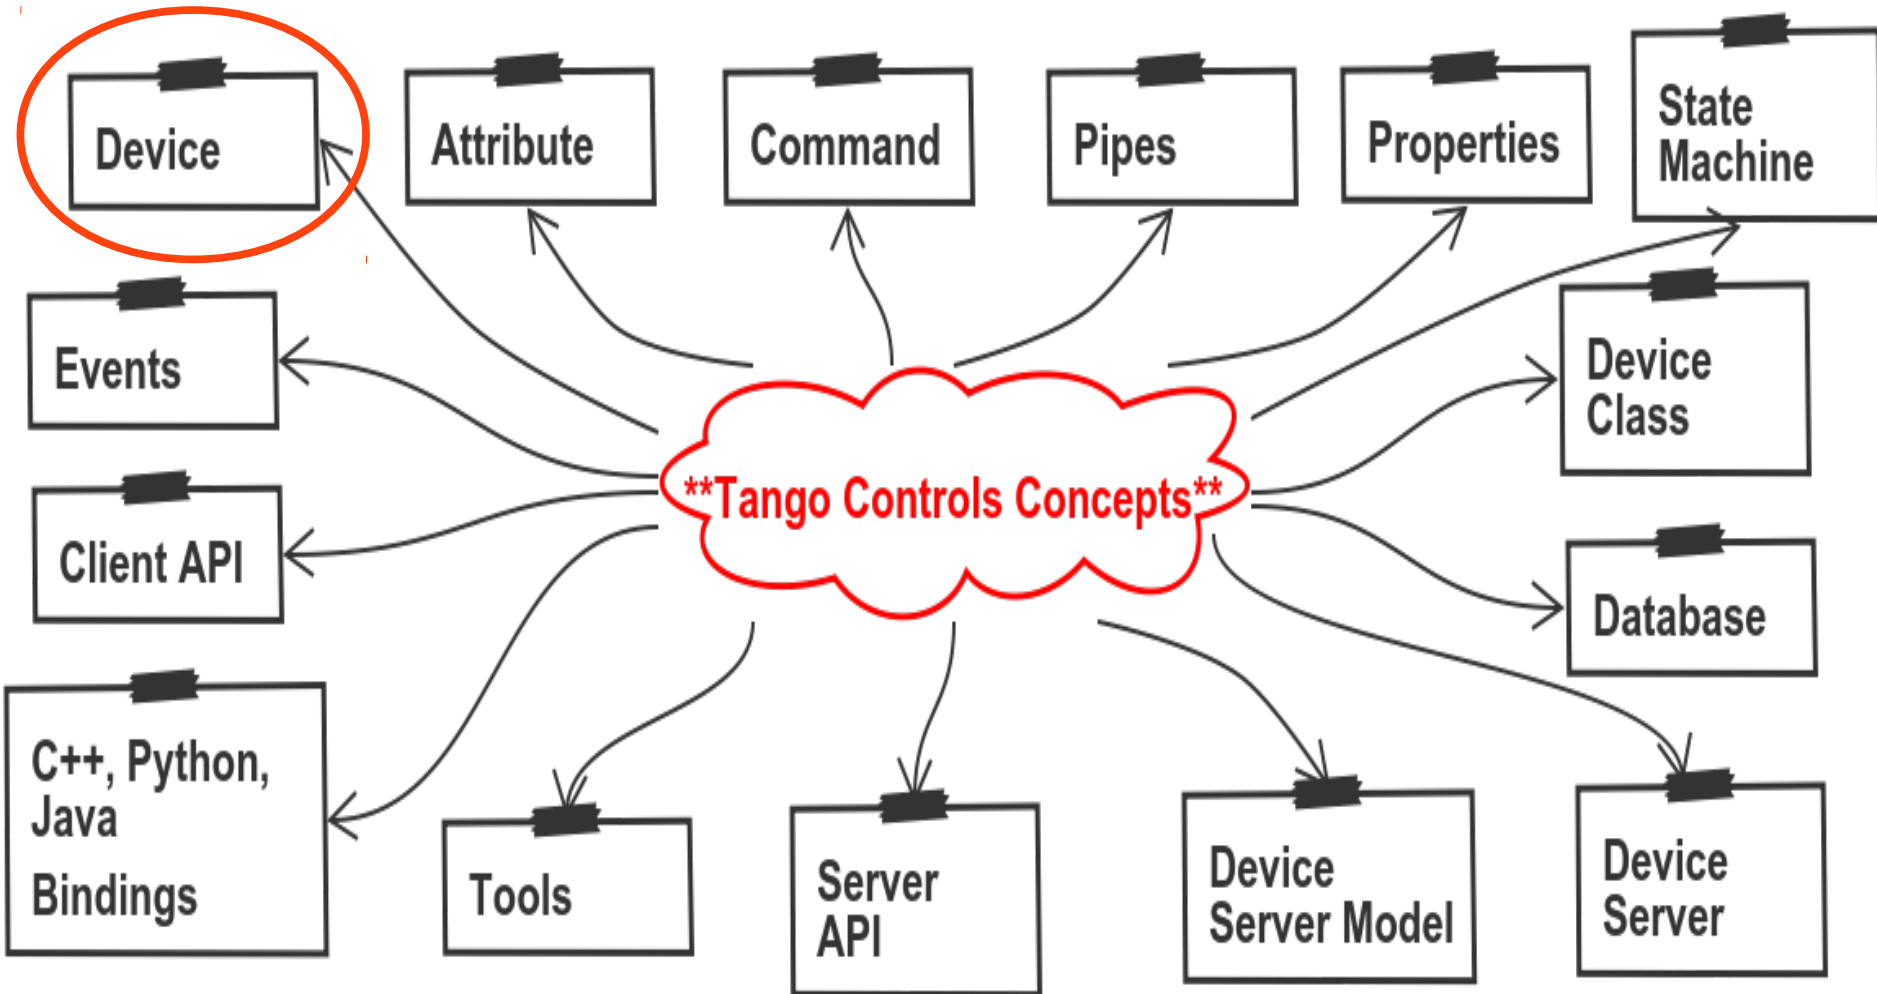 Device
Attribute
Command
Pipes
Properties
State
Machine
Events
Device
Class
**Tango Controls Concepts**
Client API
Database
C++, Python,
Java
Bindings
Tools
Server
API
Device
Server Model
Device
Server